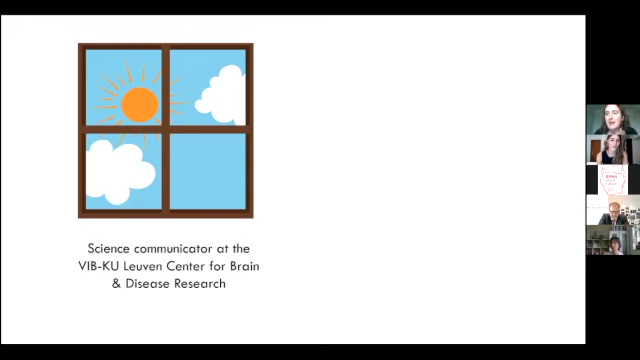 Science communicator at the
VIB-KU Leuven Center for Brain
& Disease Research